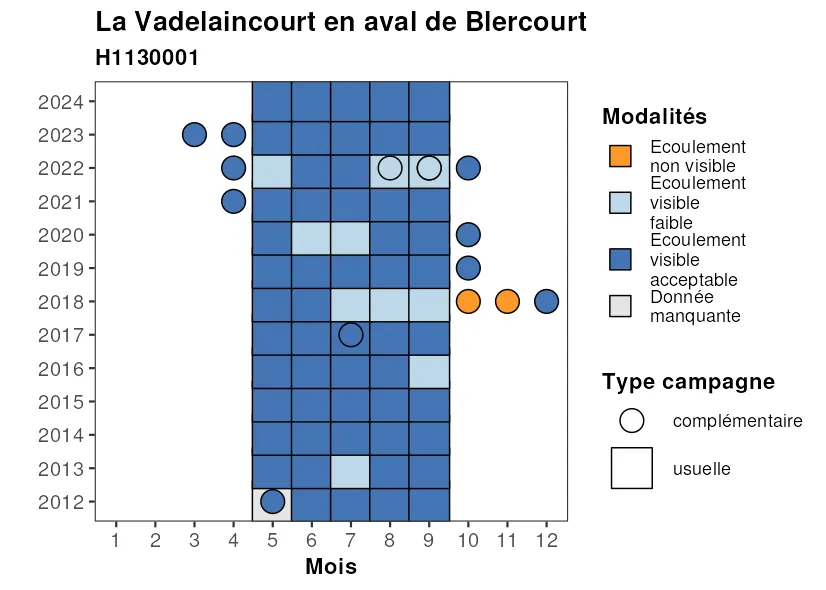 La Vadelaincourt en aval de Blercourt
H1130001
2024
2023
2022
2021
2020
2019
2018
2017
2016
2015
2014
2013
2012
1 2 3 4 5 6 7 8 9 10 11 12
Mois
Modalités
Ecoulement
non visible
Ecoulement
visible
faible
Ecoulement
visible
acceptable
Donnée
manquante
Type campagne
complémentaire
usuelle